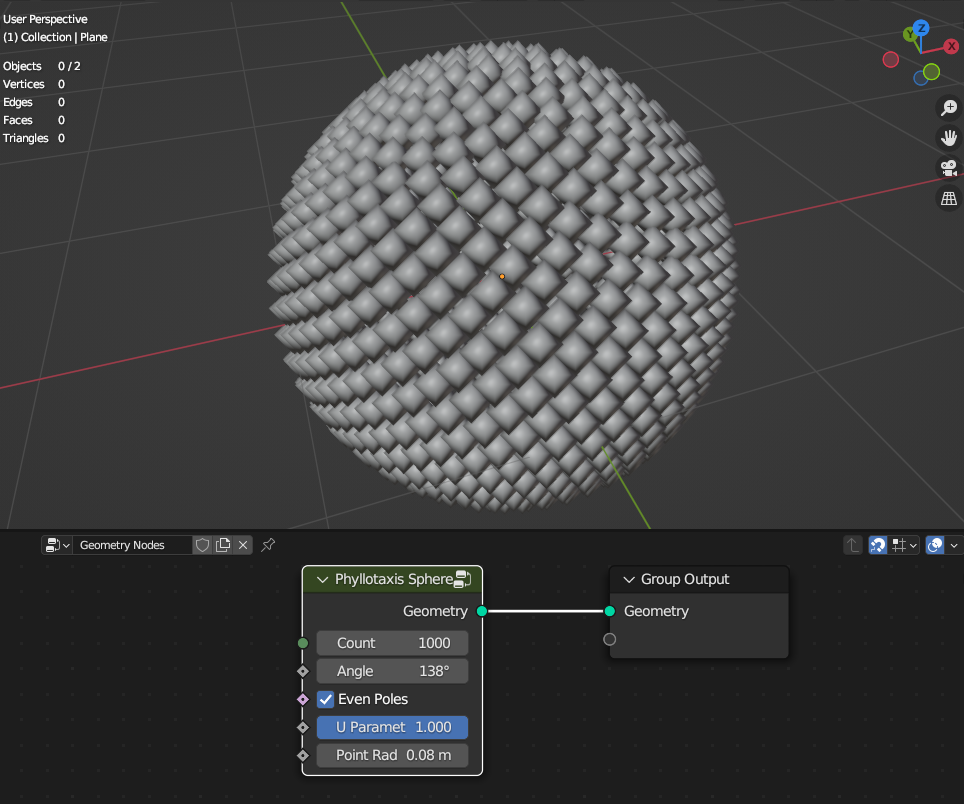 User Perspective
(1) Collection | Plane
Objects 0 / 2
Vertices 0
Edges 0
Faces 0
Triangles 0
Y Z X
Geometry Nodes
Phyllotaxis Sphere
Geometry
Count 1000
Angle 138°
Even Poles
U Paramet 1.000
Point Rad 0.08 m
Group Output
Geometry